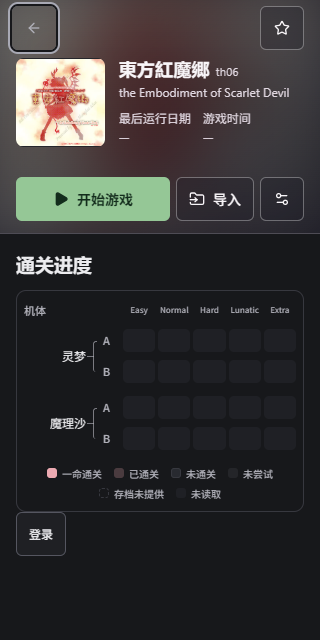 東方紅魔郷 th06
the Embodiment of Scarlet Devil
最后运行日期 游戏时间
— —
开始游戏 导入
通关进度
机体 Easy Normal Hard Lunatic Extra
灵梦 A
B
魔理沙 A
B
一命通关 已通关 未通关 未尝试
存档未提供 未读取
登录